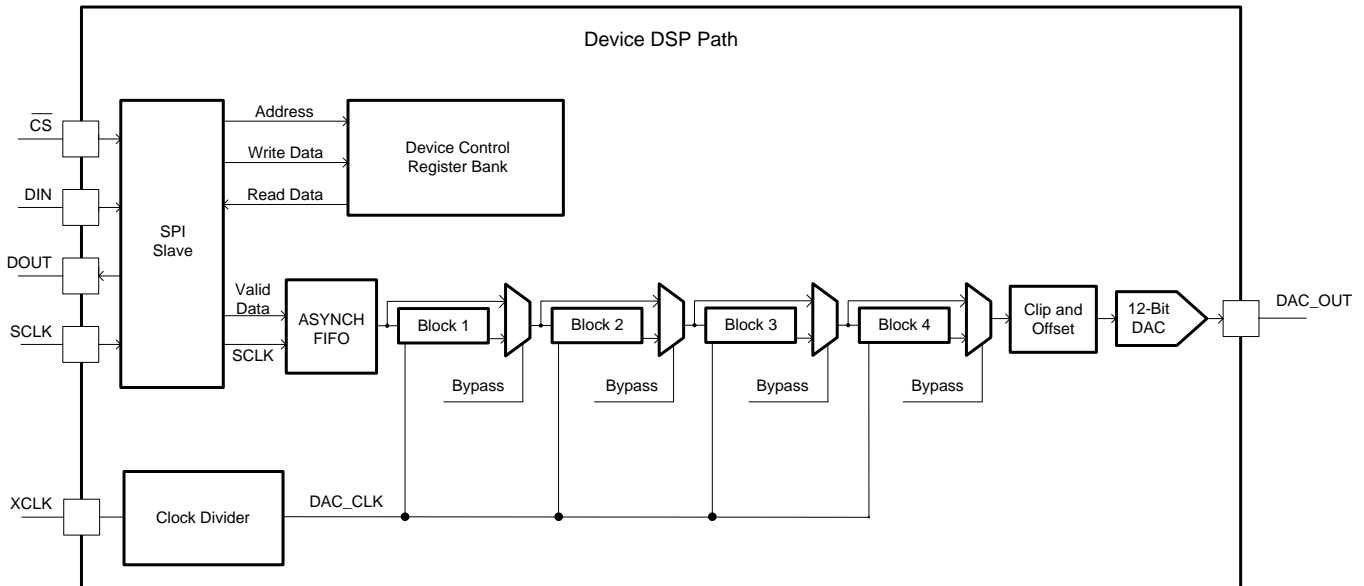 Device DSP Path
CS
DIN
DOUT
SCLK
XCLK
SPI
Slave
Address
Write Data
Read Data
Device Control
Register Bank
Valid
Data
SCLK
ASYNCH
FIFO
Block 1
Block 2
Block 3
Block 4
Bypass
Bypass
Bypass
Bypass
Clip and
Offset
12-Bit
DAC
DAC_OUT
Clock Divider
DAC_CLK